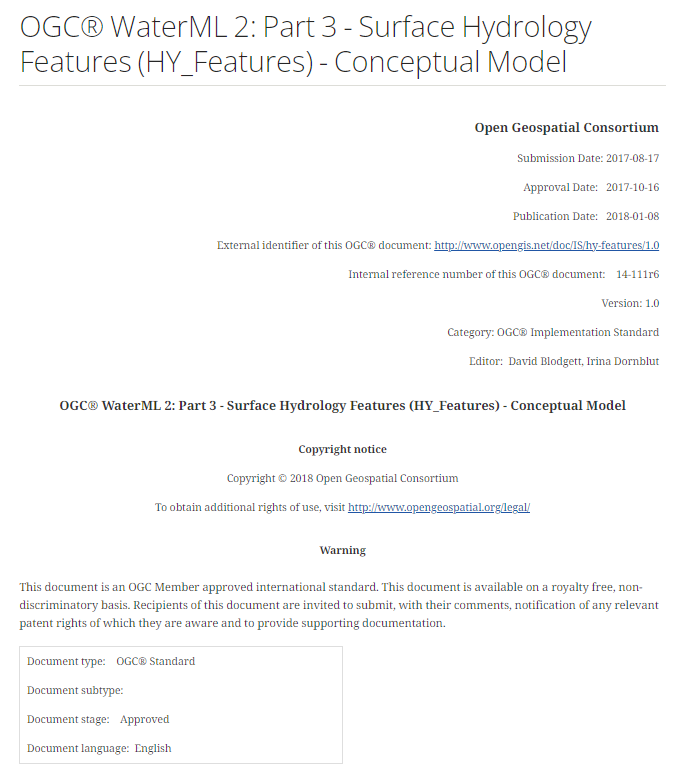 OGC® WaterML 2: Part 3 - Surface Hydrology
Features (HY_Features) - Conceptual Model
Open Geospatial Consortium
Submission Date: 2017-08-17
Approval Date: 2017-10-16
Publication Date: 2018-01-08
External identifier of this OGC® document: http://www.opengis.net/doc/IS/hy-features/1.0
Internal reference number of this OGC® document: 14-111r6
Version: 1.0
Category: OGC® Implementation Standard
Editor: David Blodgett, Irina Dornblut
OGC® WaterML 2: Part 3 - Surface Hydrology Features (HY_Features) - Conceptual Model
Copyright notice
Copyright © 2018 Open Geospatial Consortium
To obtain additional rights of use, visit http://www.opengeospatial.org/legal/
Warning
This document is an OGC Member approved international standard. This document is available on a royalty free, non-
discriminatory basis. Recipients of this document are invited to submit, with their comments, notification of any relevant
patent rights of which they are aware and to provide supporting documentation.
Document type: OGC® Standard
Document subtype:
Document stage: Approved
Document language: English